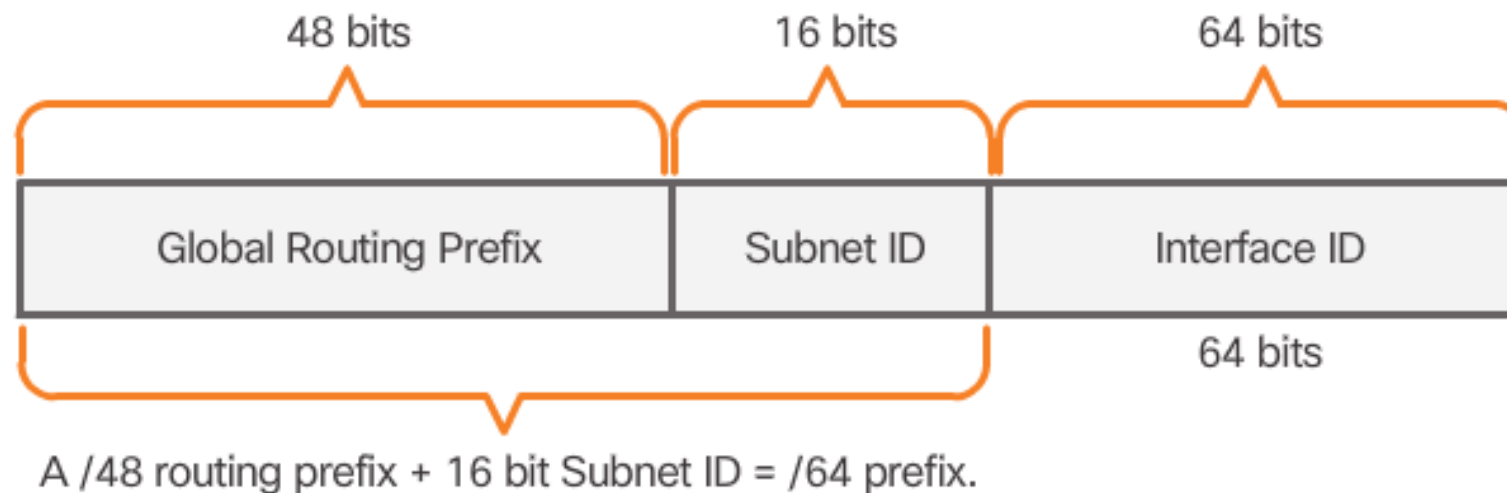 48 bits
16 bits
64 bits
Global Routing Prefix
Subnet ID
Interface ID
64 bits
A /48 routing prefix + 16 bit Subnet ID = /64 prefix.